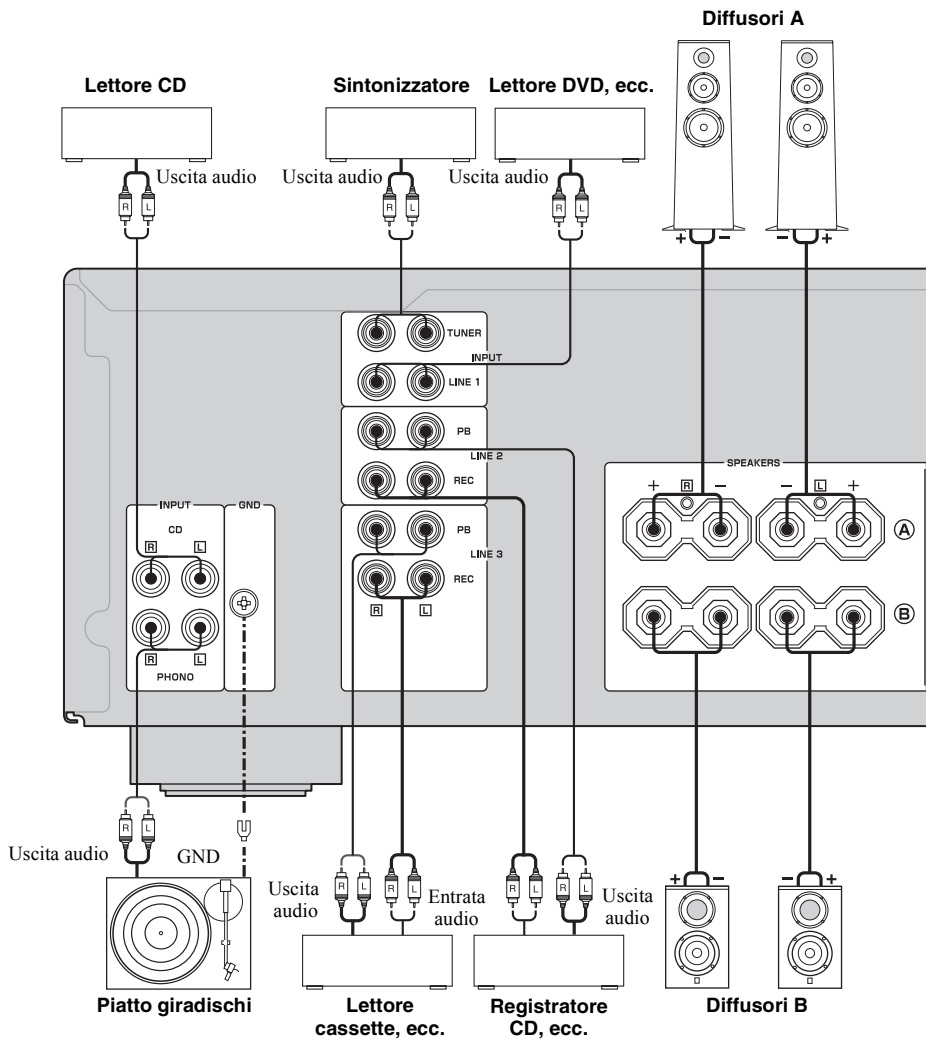 Diffusori A
Lettore CD
Sintonizzatore
Lettore DVD, ecc.
Uscita audio
Uscita audio
Uscita audio
R L
R L
R L
+ − − +
TUNER
INPUT
LINE 1
PB
LINE 2
REC
PB
LINE 3
REC
R L
SPEAKERS
+ R − − L +
A
B
INPUT
GND
CD
R L
R L
PHONO
R L
Uscita audio
GND
Piatto giradischi
Uscita
audio
R L
R L
Entrata
audio
Lettore
cassette, ecc.
R L
R L
Uscita
audio
Registratore
CD, ecc.
+ − − +
Diffusori B